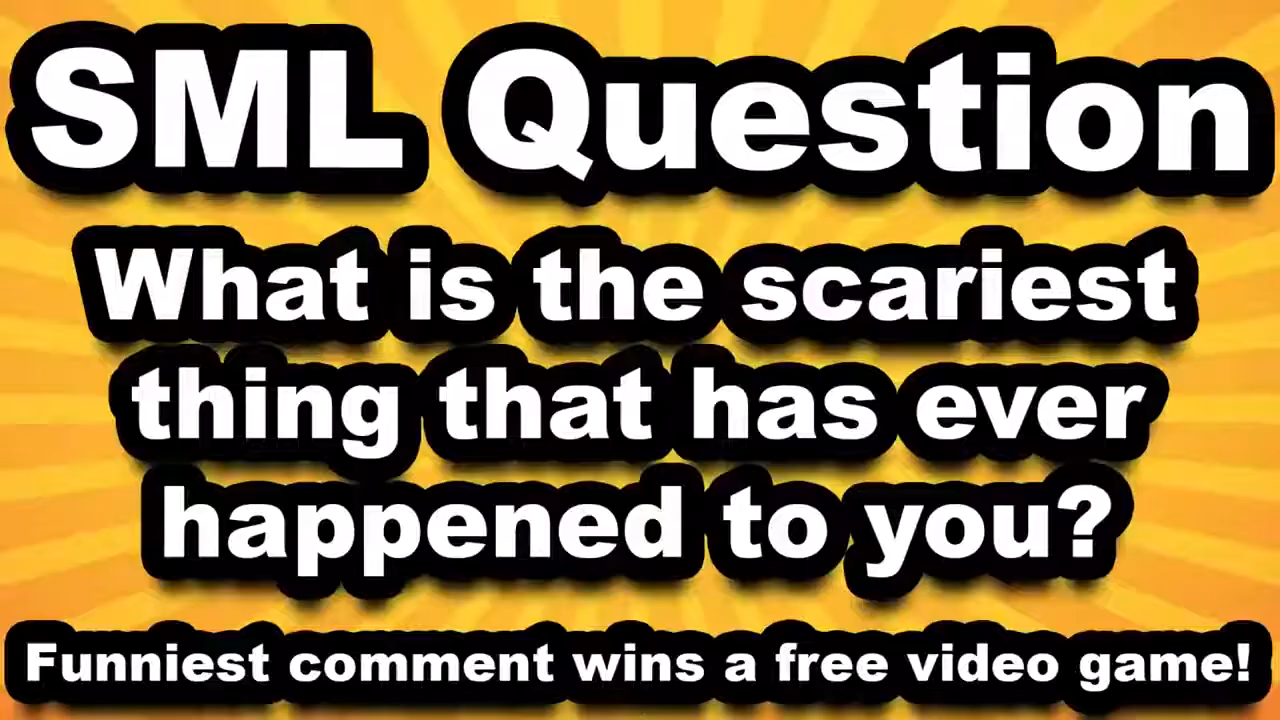 SML Question
What is the scariest
thing that has ever
happened to you?
Funniest comment wins a free video game!